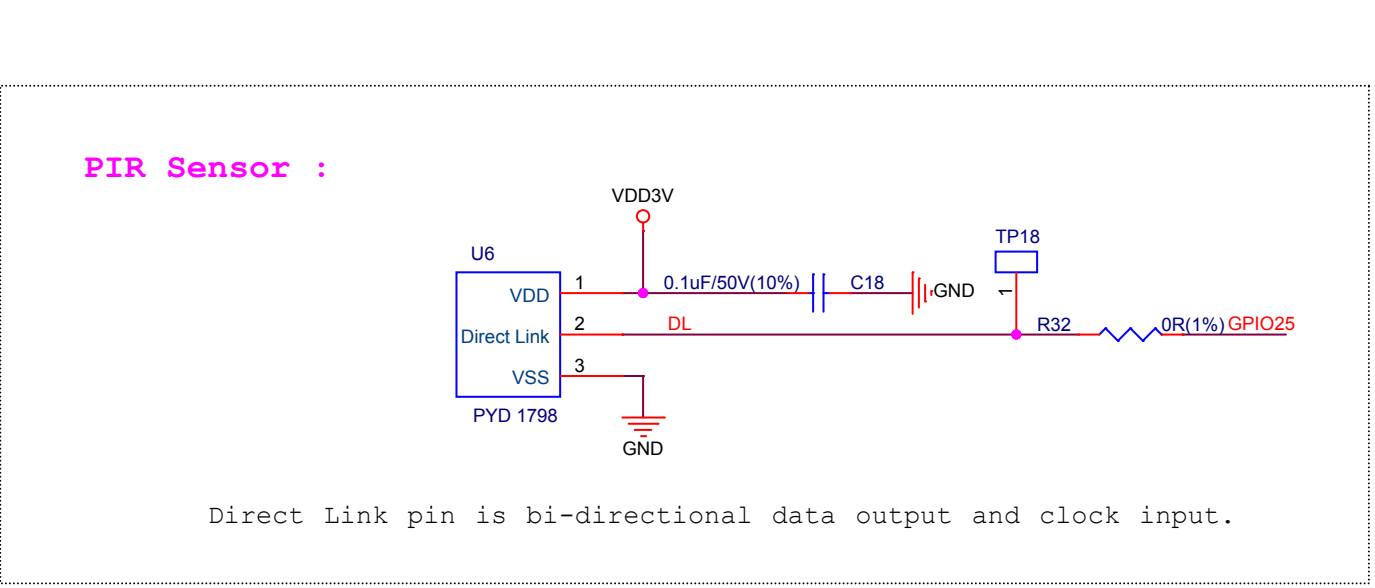 PIR Sensor :
VDD3V
U6
TP18
VDD
1
0.1uF/50V(10%)
C18
GND
1
Direct Link
2
DL
R32
0R(1%)
GPIO25
VSS
3
PYD 1798
GND
Direct Link pin is bi-directional data output and clock input.